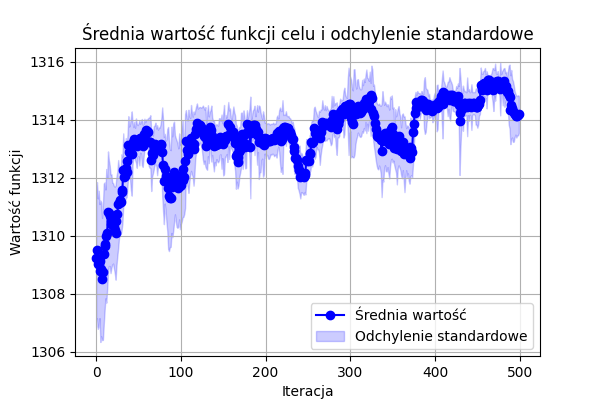 Średnia wartość funkcji celu i odchylenie standardowe
1316
1314
1312
1310
1308
1306
Wartość funkcji
0 100 200 300 400 500
Iteracja
Średnia wartość
Odchylenie standardowe